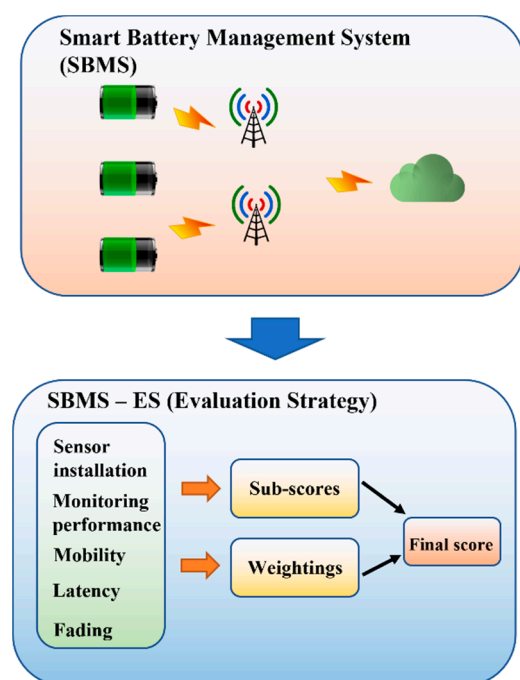 Smart Battery Management System
(SBMS)
SBMS – ES (Evaluation Strategy)
Sensor
installation
Monitoring
performance
Mobility
Latency
Fading
Sub-scores
Weightings
Final score